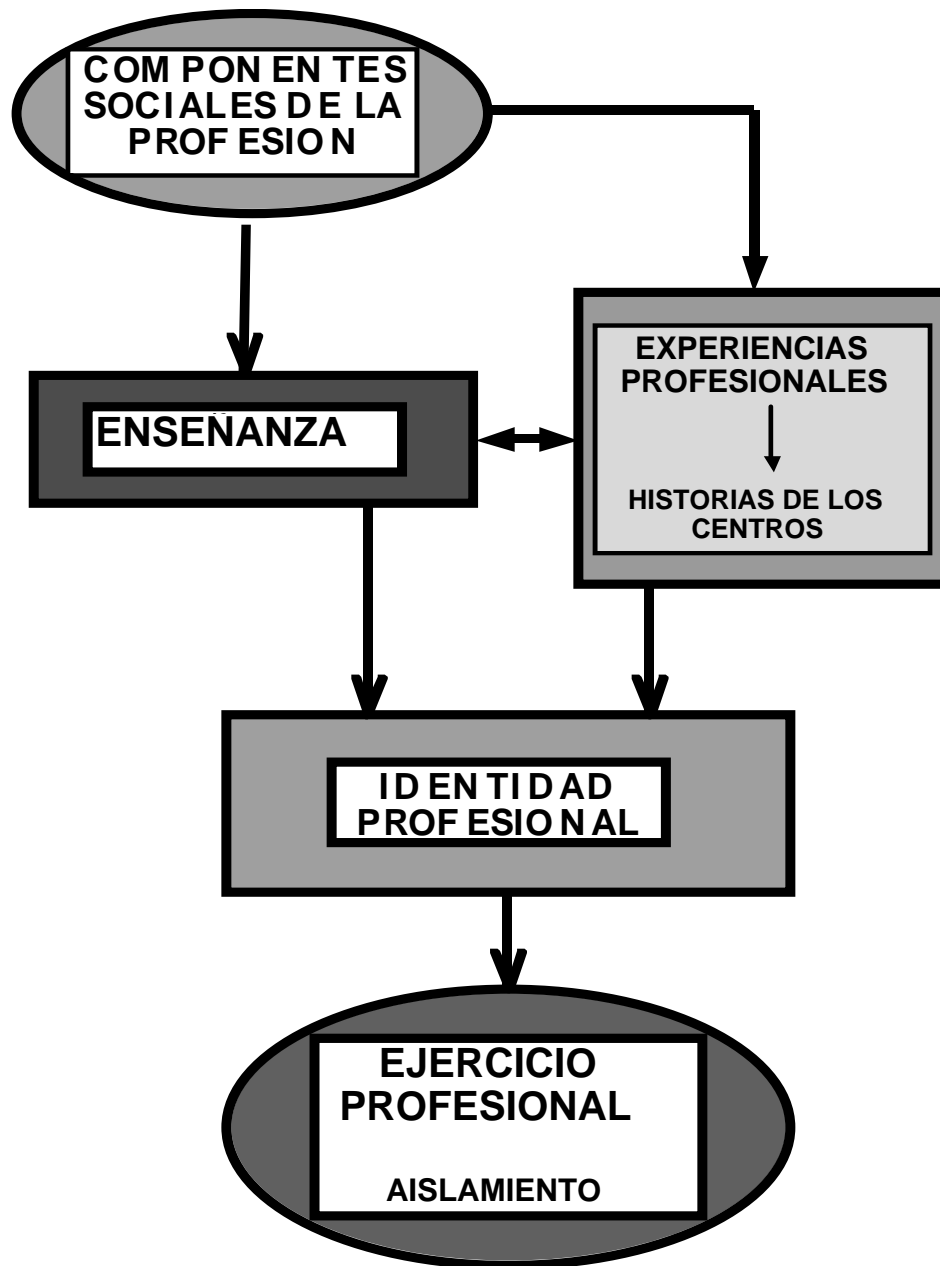 COMPONENTES
SOCIALES DE LA
PROFESION
EXPERIENCIAS
PROFESIONALES
HISTORIAS DE LOS
CENTROS
ENSEÑANZA
IDENTIDAD
PROFESIONAL
EJERCICIO
PROFESIONAL
AISLAMIENTO